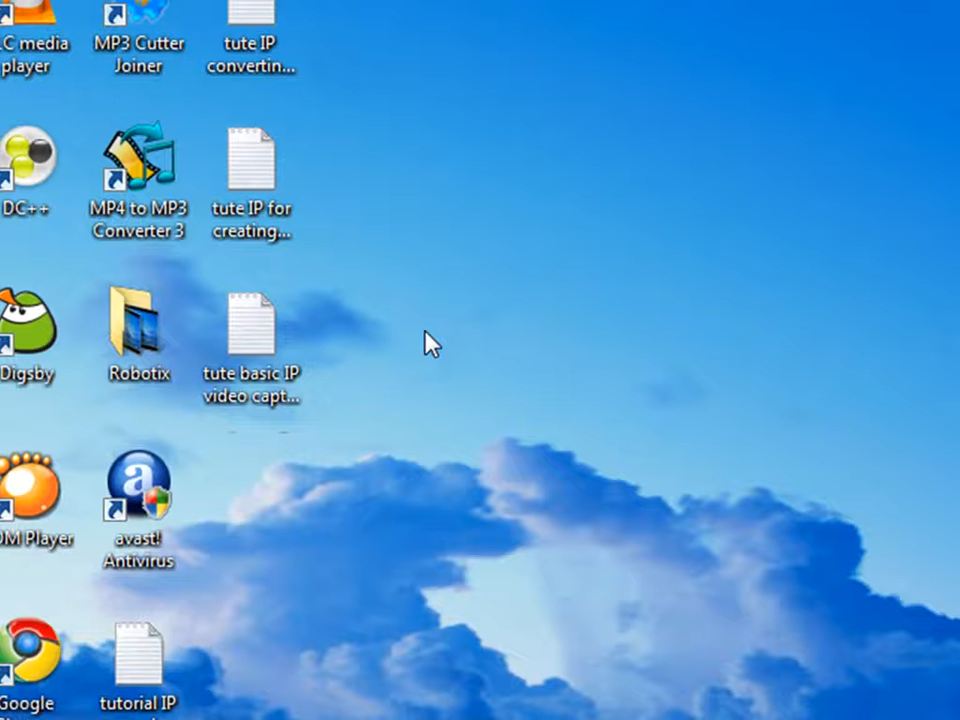 LC media
player
MP3 Cutter
Joiner
tute IP
convertin...
DC++
MP4 to MP3
Converter 3
tute IP for
creating...
Digsby
Robotix
tute basic IP
video capt...
OM Player
avast!
Antivirus
Google
tutorial IP